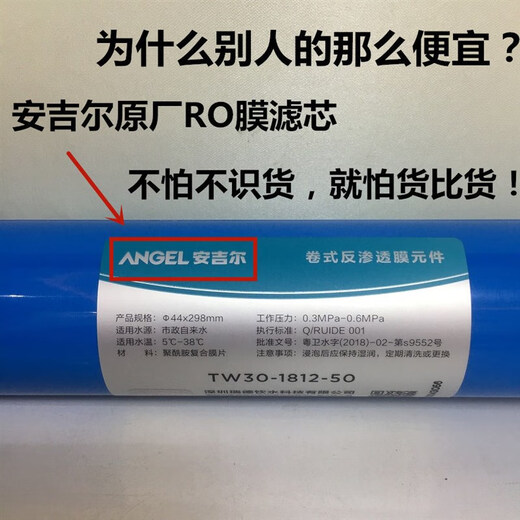 为什么别人的那么便宜？
安吉尔原厂RO膜滤芯
不怕不识货，就怕货比货！
ANGEL 安吉尔
卷式反渗透膜元件
产品规格：Φ44x298mm
适用水源：市政自来水
适用水温：5℃-38℃
材　　料：聚酰胺复合膜片
工作压力：0.3MPa-0.6MPa
执行标准：Q/RUIDE 001
批准文号：粤卫水字(2018)-02-第s9552号
注意事项：浸泡后应保持湿润，定期清洗或更换
TW30-1812-50